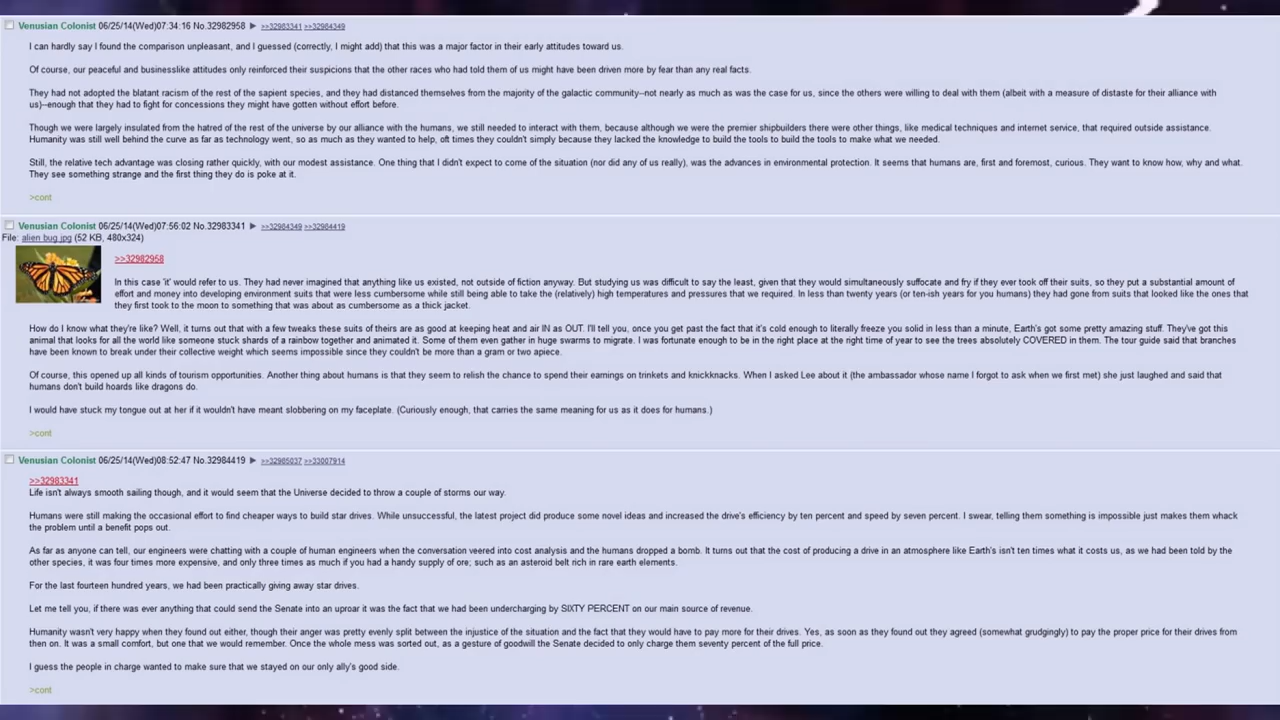 Venusian Colonist 06/25/14(Wed)07:34:16 No.32982958 ▶ >>32983341 >>32984349
I can hardly say I found the comparison unpleasant, and I guessed (correctly, I might add) that this was a major factor in their early attitudes toward us.
Of course, our peaceful and businesslike attitudes only reinforced their suspicions that the other races who had told them of us might have been driven more by fear than any real facts.
They had not adopted the blatant racism of the rest of the sapient species, and they had distanced themselves from the majority of the galactic community--not nearly as much as was the case for us, since the others were willing to deal with them (albeit with a measure of distaste for their alliance with
us)--enough that they had to fight for concessions they might have gotten without effort before.
Though we were largely insulated from the hatred of the rest of the universe by our alliance with the humans, we still needed to interact with them, because although we were the premier shipbuilders there were other things, like medical techniques and internet service, that required outside assistance.
Humanity was still well behind the curve as far as technology went, so as much as they wanted to help, oft times they couldn't simply because they lacked the knowledge to build the tools to build the tools to make what we needed.
Still, the relative tech advantage was closing rather quickly, with our modest assistance. One thing that I didn't expect to come of the situation (nor did any of us really), was the advances in environmental protection. It seems that humans are, first and foremost, curious. They want to know how, why and what.
They see something strange and the first thing they do is poke at it.
>cont
Venusian Colonist 06/25/14(Wed)07:56:02 No.32983341 ▶ >>32984349 >>32984419
File: alien bug.jpg (52 KB, 480x324)
>>32982958
In this case 'it' would refer to us. They had never imagined that anything like us existed, not outside of fiction anyway. But studying us was difficult to say the least, given that they would simultaneously suffocate and fry if they ever took off their suits, so they put a substantial amount of
effort and money into developing environment suits that were less cumbersome while still being able to take the (relatively) high temperatures and pressures that we required. In less than twenty years (or ten-ish years for you humans) they had gone from suits that looked like the ones that
they first took to the moon to something that was about as cumbersome as a thick jacket.
How do I know what they're like? Well, it turns out that with a few tweaks these suits of theirs are as good at keeping heat and air IN as OUT. I'll tell you, once you get past the fact that it's cold enough to literally freeze you solid in less than a minute, Earth's got some pretty amazing stuff. They've got this
animal that looks for all the world like someone stuck shards of a rainbow together and animated it. Some of them even gather in huge swarms to migrate. I was fortunate enough to be in the right place at the right time of year to see the trees absolutely COVERED in them. The tour guide said that branches
have been known to break under their collective weight which seems impossible since they couldn't be more than a gram or two apiece.
Of course, this opened up all kinds of tourism opportunities. Another thing about humans is that they seem to relish the chance to spend their earnings on trinkets and knickknacks. When I asked Lee about it (the ambassador whose name I forgot to ask when we first met) she just laughed and said that
humans don't build hoards like dragons do.
I would have stuck my tongue out at her if it wouldn't have meant slobbering on my faceplate. (Curiously enough, that carries the same meaning for us as it does for humans.)
>cont
Venusian Colonist 06/25/14(Wed)08:52:47 No.32984419 ▶ >>32985037 >>33007914
>>32983341
Life isn't always smooth sailing though, and it would seem that the Universe decided to throw a couple of storms our way.
Humans were still making the occasional effort to find cheaper ways to build star drives. While unsuccessful, the latest project did produce some novel ideas and increased the drive's efficiency by ten percent and speed by seven percent. I swear, telling them something is impossible just makes them whack
the problem until a benefit pops out.
As far as anyone can tell, our engineers were chatting with a couple of human engineers when the conversation veered into cost analysis and the humans dropped a bomb. It turns out that the cost of producing a drive in an atmosphere like Earth's isn't ten times what it costs us, as we had been told by the
other species, it was four times more expensive, and only three times as much if you had a handy supply of ore; such as an asteroid belt rich in rare earth elements.
For the last fourteen hundred years, we had been practically giving away star drives.
Let me tell you, if there was ever anything that could send the Senate into an uproar it was the fact that we had been undercharging by SIXTY PERCENT on our main source of revenue.
Humanity wasn't very happy when they found out either, though their anger was pretty evenly split between the injustice of the situation and the fact that they would have to pay more for their drives. Yes, as soon as they found out they agreed (somewhat grudgingly) to pay the proper price for their drives from
then on. It was a small comfort, but one that we would remember. Once the whole mess was sorted out, as a gesture of goodwill the Senate decided to only charge them seventy percent of the full price.
I guess the people in charge wanted to make sure that we stayed on our only ally's good side.
>cont